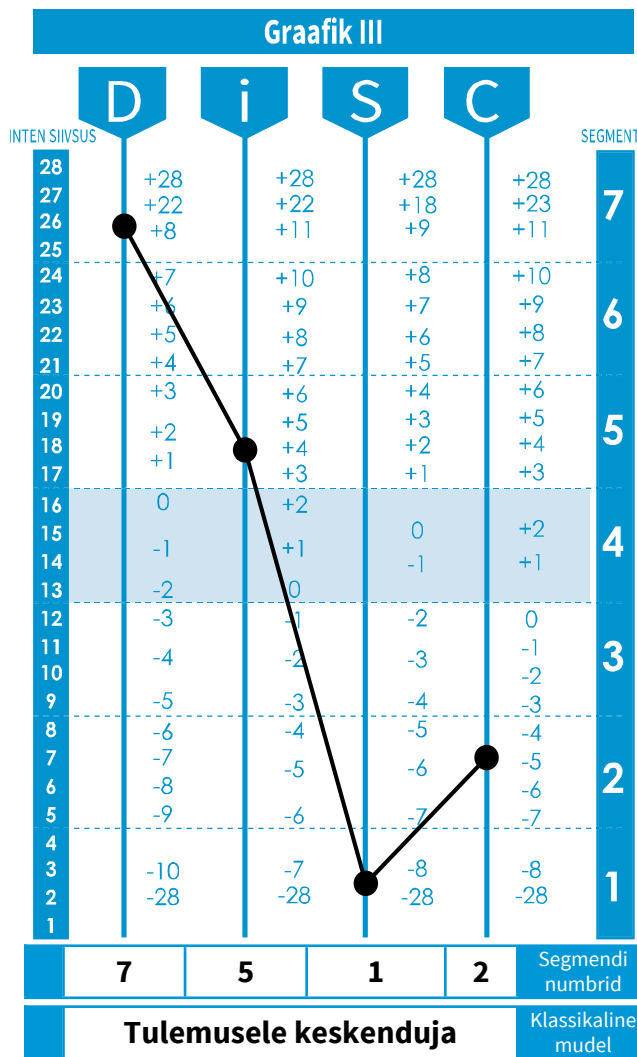 Graafik III
D i S C
INTEN SIIVSUS SEGMENT
28 +28 +28 +28 +28
27 +22 +22 +18 +23 7
26 +8 +11 +9 +11
25
24 +7 +10 +8 +10
23 +6 +9 +7 +9 6
22 +5 +8 +6 +8
21 +4 +7 +5 +7
20 +3 +6 +4 +6
19 +2 +5 +3 +5 5
18 +1 +4 +2 +4
17 +3 +1 +3
16 0 +2
15 0 +2
14 -1 +1 -1 +1 4
13 -2 0
12 -3 -1 -2 0
11 -4 -2 -3 -1 3
10 -2
9 -5 -3 -4 -3
8 -6 -4 -5 -4
7 -7 -5 -6 -5 2
6 -8 -6
5 -9 -6 -7 -7
4
3 -10 -7 -8 -8 1
2 -28 -28 -28 -28
1
7 5 1 2 Segmendi
numbrid
Tulemusele keskenduja Klassikaline
mudel